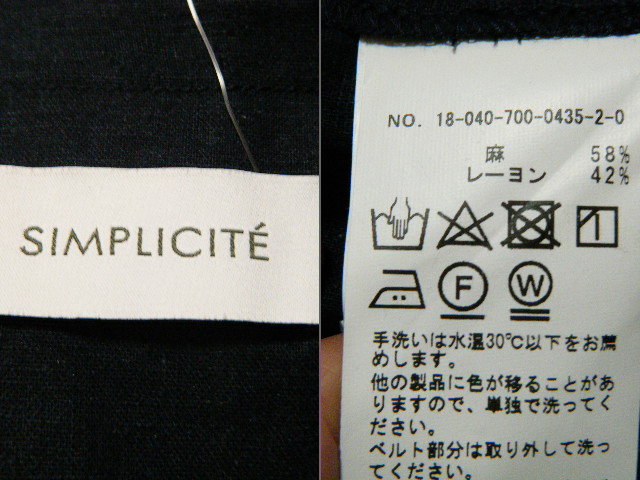 SIMPLICITÉ
NO. 18-040-700-0435-2-0
麻 58%
レーヨン 42%
F
W
手洗いは水温30℃以下をお薦
めします。
他の製品に色が移ることがあ
りますので、単独で洗ってく
ください。
ベルト部分は取り外して洗っ
てください。